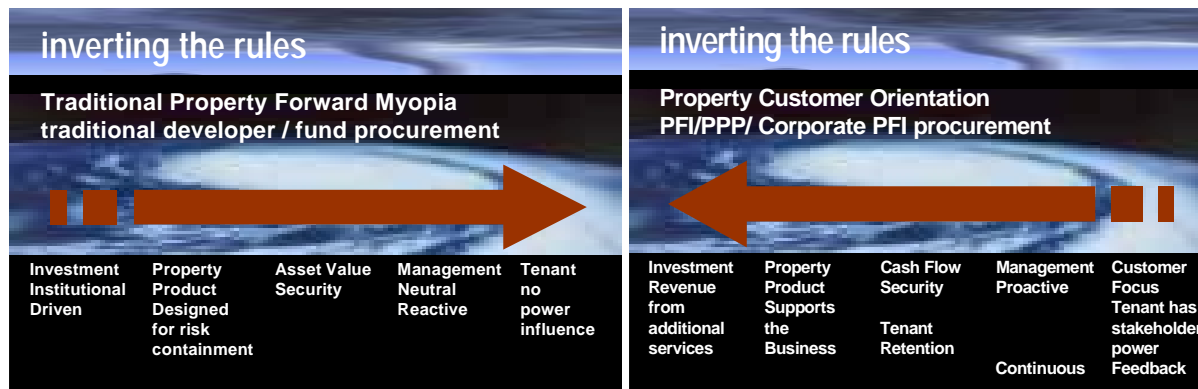 inverting the rules
Traditional Property Forward Myopia
traditional developer / fund procurement
Investment
Institutional
Driven
Property
Product
Designed
for risk
containment
Asset Value
Security
Management
Neutral
Reactive
Tenant
no
power
influence
inverting the rules
Property Customer Orientation
PFI/PPP/ Corporate PFI procurement
Investment
Revenue
from
additional
services
Property
Product
Supports
the
Business
Cash Flow
Security
Tenant
Retention
Management
Proactive
Continuous
Customer
Focus
Tenant has
stakeholder
power
Feedback